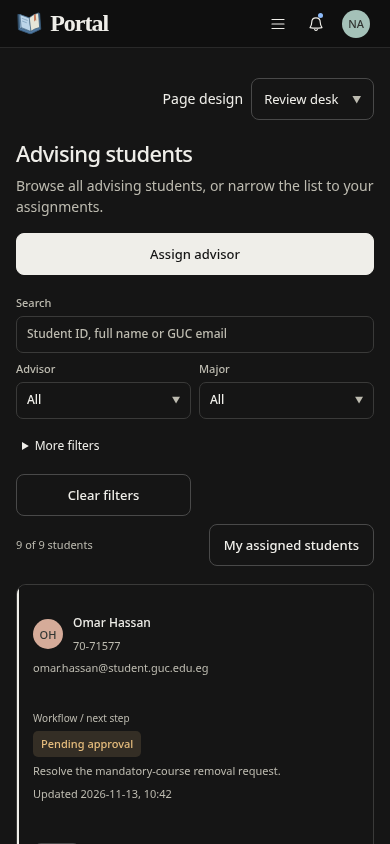 Portal
NA
Page design
Review desk
Advising students
Browse all advising students, or narrow the list to your
assignments.
Assign advisor
Search
Student ID, full name or GUC email
Advisor
Major
All
All
More filters
Clear filters
9 of 9 students
My assigned students
OH
Omar Hassan
70-71577
omar.hassan@student.guc.edu.eg
Workflow / next step
Pending approval
Resolve the mandatory-course removal request.
Updated 2026-11-13, 10:42